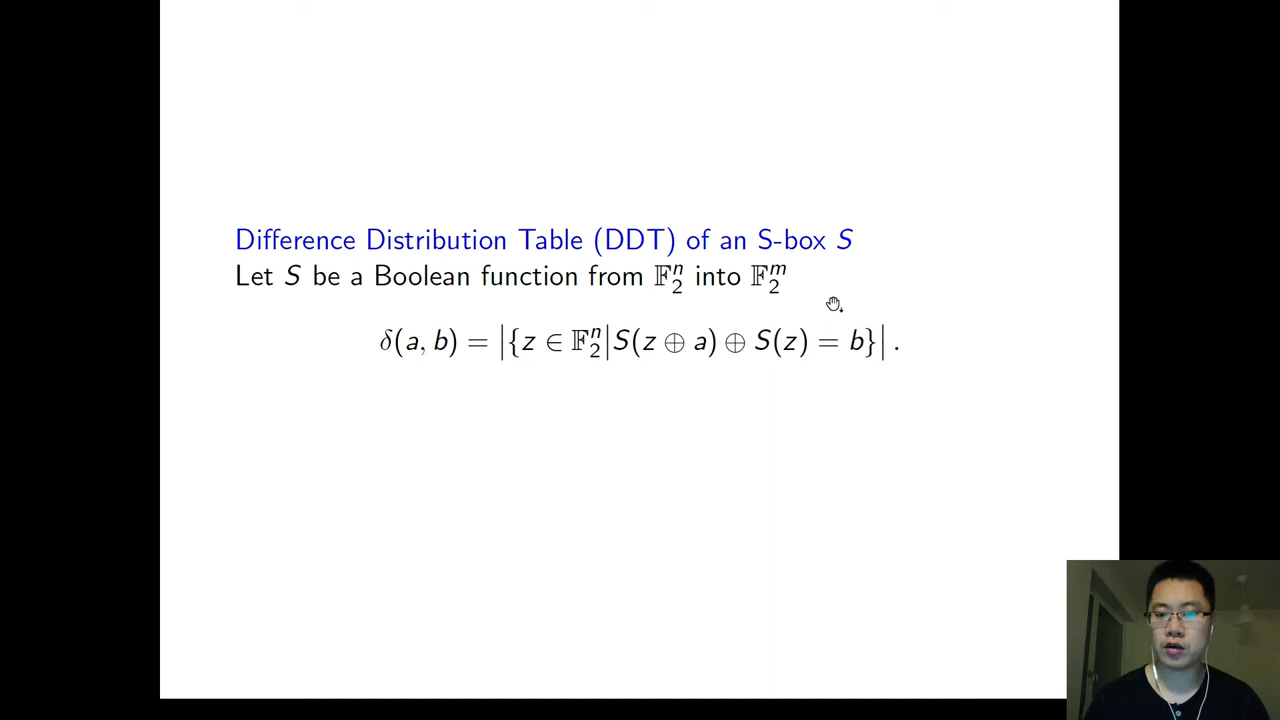 Difference Distribution Table (DDT) of an S-box S
Let S be a Boolean function from 𝔽₂ⁿ into 𝔽₂ᵐ
δ(a, b) = |{z ∈ 𝔽₂ⁿ|S(z ⊕ a) ⊕ S(z) = b}| .